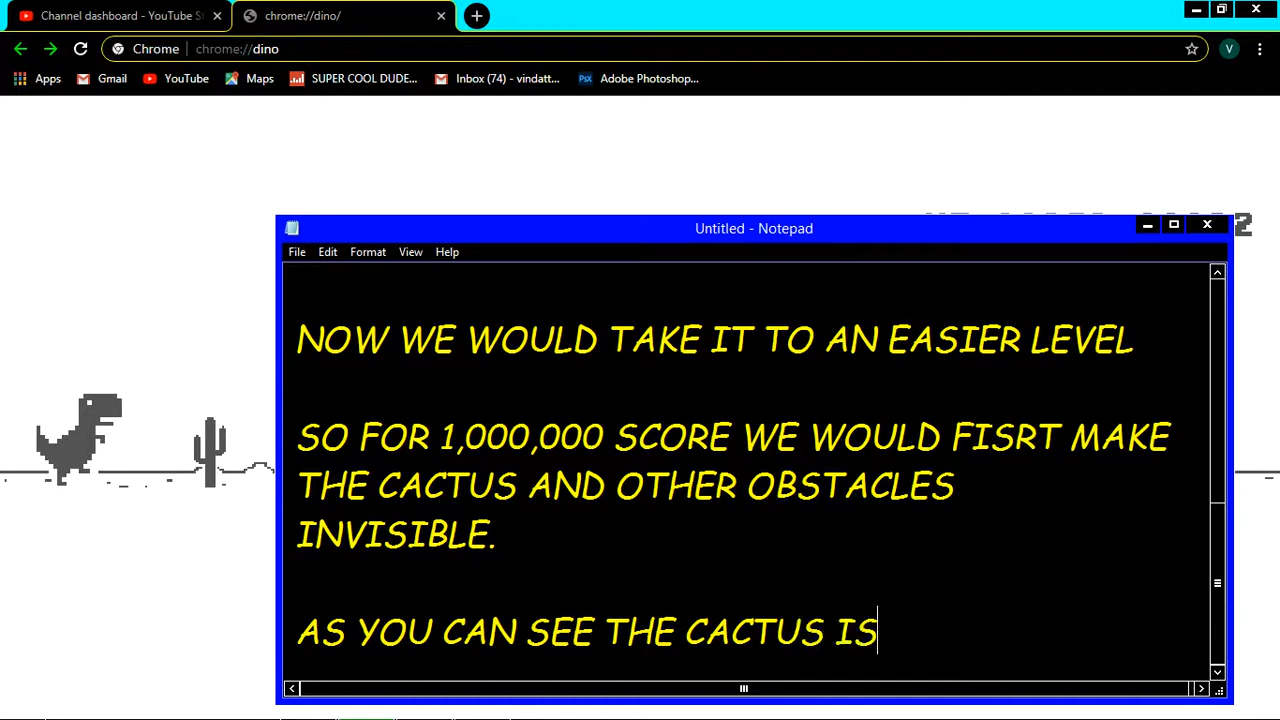 Channel dashboard - YouTube S
chrome://dino/
Chrome chrome://dino
V
Apps Gmail YouTube Maps SUPER COOL DUDE... Inbox (74) – vindatt... Adobe Photoshop...
2
Untitled - Notepad
File Edit Format View Help
NOW WE WOULD TAKE IT TO AN EASIER LEVEL
SO FOR 1,000,000 SCORE WE WOULD FISRT MAKE
THE CACTUS AND OTHER OBSTACLES
INVISIBLE.
AS YOU CAN SEE THE CACTUS IS